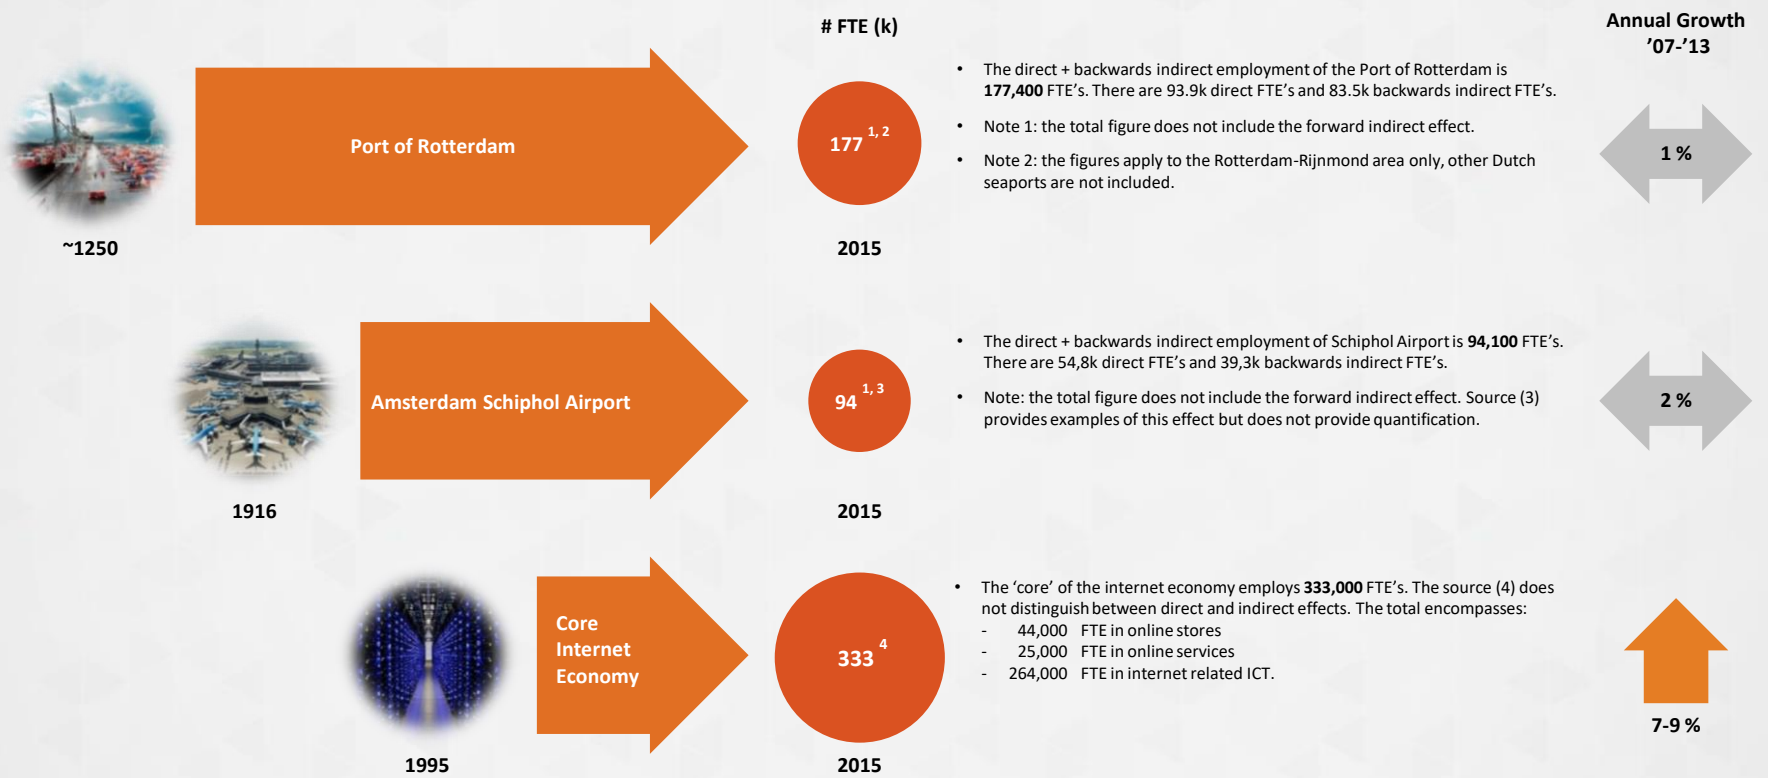 # FTE (k)
Annual Growth
’07-’13
Port of Rotterdam
~1250
177 1, 2
2015
• The direct + backwards indirect employment of the Port of Rotterdam is
177,400 FTE’s. There are 93.9k direct FTE’s and 83.5k backwards indirect FTE’s.
• Note 1: the total figure does not include the forward indirect effect.
• Note 2: the figures apply to the Rotterdam-Rijnmond area only, other Dutch
seaports are not included.
1 %
Amsterdam Schiphol Airport
1916
94 1, 3
2015
• The direct + backwards indirect employment of Schiphol Airport is 94,100 FTE’s.
There are 54,8k direct FTE’s and 39,3k backwards indirect FTE’s.
• Note: the total figure does not include the forward indirect effect. Source (3)
provides examples of this effect but does not provide quantification.
2 %
Core
Internet
Economy
1995
333 4
2015
• The ‘core’ of the internet economy employs 333,000 FTE’s. The source (4) does
not distinguish between direct and indirect effects. The total encompasses:
- 44,000 FTE in online stores
- 25,000 FTE in online services
- 264,000 FTE in internet related ICT.
7-9 %